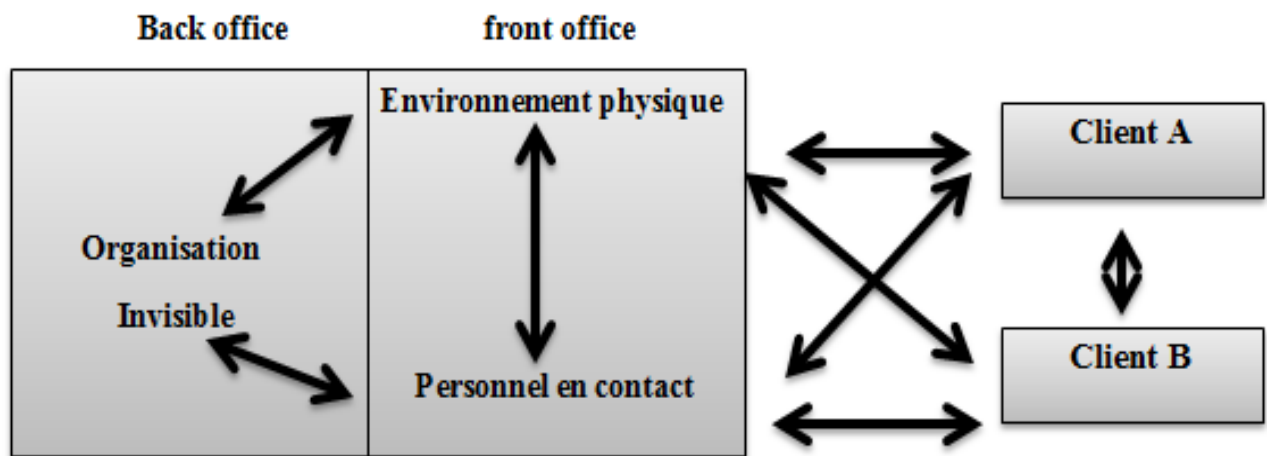 Back office
front office
Environnement physique
Client A
Organisation
Invisible
Client B
Personnel en contact